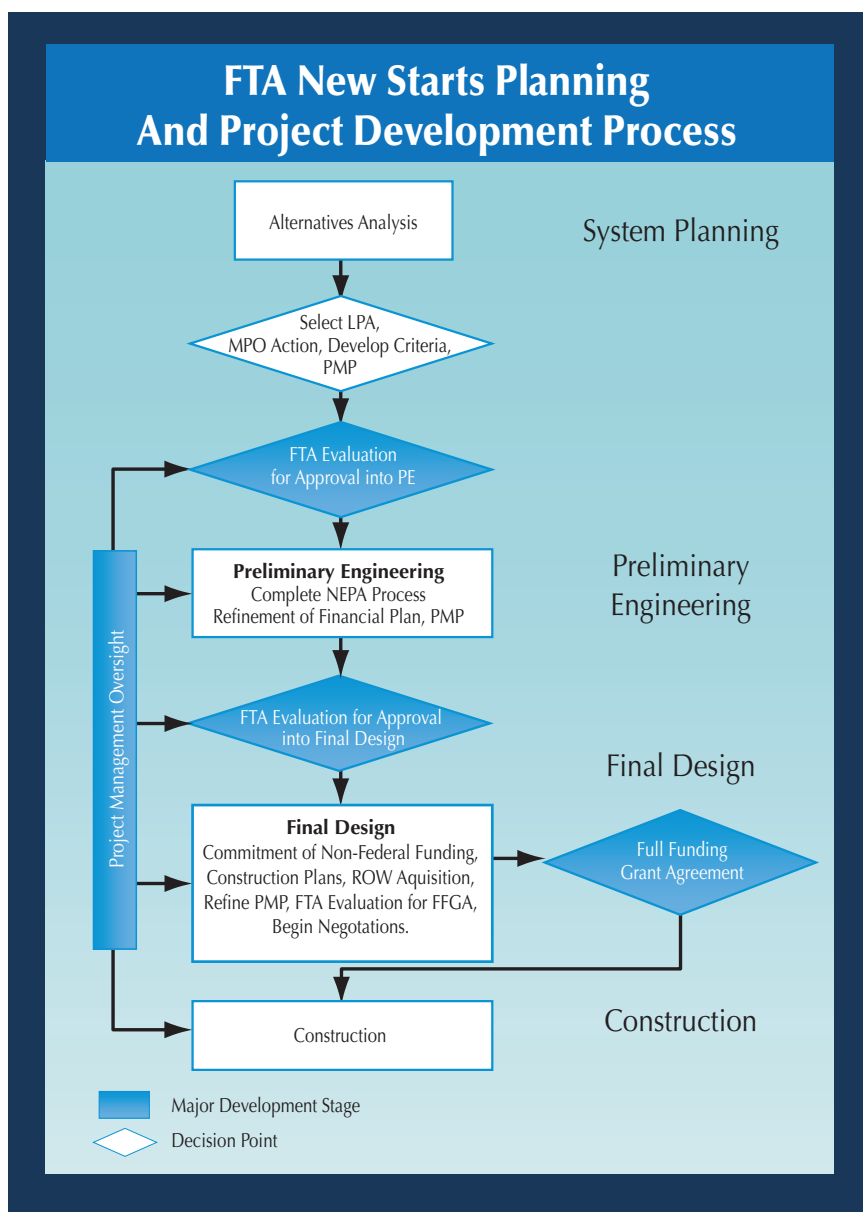 FTA New Starts Planning
And Project Development Process
Alternatives Analysis
System Planning
Select LPA,
MPO Action, Develop Criteria,
PMP
FTA Evaluation
for Approval into PE
Preliminary Engineering
Complete NEPA Process
Refinement of Financial Plan, PMP
Preliminary
Engineering
Project Management Oversight
FTA Evaluation for Approval
into Final Design
Final Design
Final Design
Commitment of Non-Federal Funding,
Construction Plans, ROW Aquisition,
Refine PMP, FTA Evaluation for FFGA,
Begin Negotations.
Full Funding
Grant Agreement
Construction
Construction
Major Development Stage
Decision Point